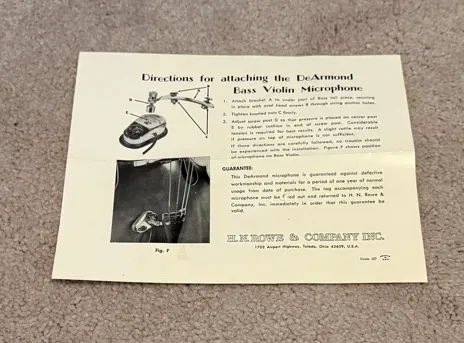 Directions for attaching the DeArmond
Bass Violin Microphone
1. Attach bracket A to under part of Bass tail piece, securing
in place with oval head screws B through string anchor holes.
2. Tighten knurled nuts C firmly.
3. Adjust screw post D so that pressure is placed on center post
E by rubber cushion in end of screw post. Considerable
tension is required for best results. A slight rattle may result
if pressure on top of microphone is not sufficient.
If these directions are carefully followed, no trouble should
be experienced with the installation. Figure F shows position
of microphone on Bass Violin.
GUARANTEE:
This DeArmond microphone is guaranteed against defective
workmanship and materials for a period of one year of normal
usage from date of purchase. The tag accompanying each
microphone must be out and returned to H. N. Rowe &
Company, Inc. immediately in order that this guarantee be
valid.
Fig. F
H. N. ROWE & COMPANY INC.
1702 Airport Highway, Toledo, Ohio 43609, U.S.A.
Form